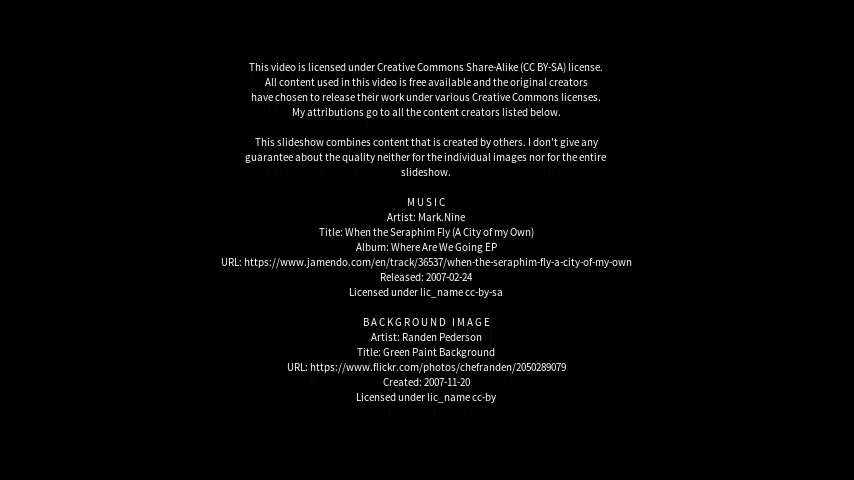 This video is licensed under Creative Commons Share-Alike (CC BY-SA) license.
All content used in this video is free available and the original creators
have chosen to release their work under various Creative Commons licenses.
My attributions go to all the content creators listed below.
This slideshow combines content that is created by others. I don't give any
guarantee about the quality neither for the individual images nor for the entire
slideshow.
MUSIC
Artist: Mark.Nine
Title: When the Seraphim Fly (A City of my Own)
Album: Where Are We Going EP
URL: https://www.jamendo.com/en/track/36537/when-the-seraphim-fly-a-city-of-my-own
Released: 2007-02-24
Licensed under lic_name cc-by-sa
BACKGROUND IMAGE
Artist: Randen Pederson
Title: Green Paint Background
URL: https://www.flickr.com/photos/chefranden/2050289079
Created: 2007-11-20
Licensed under lic_name cc-by